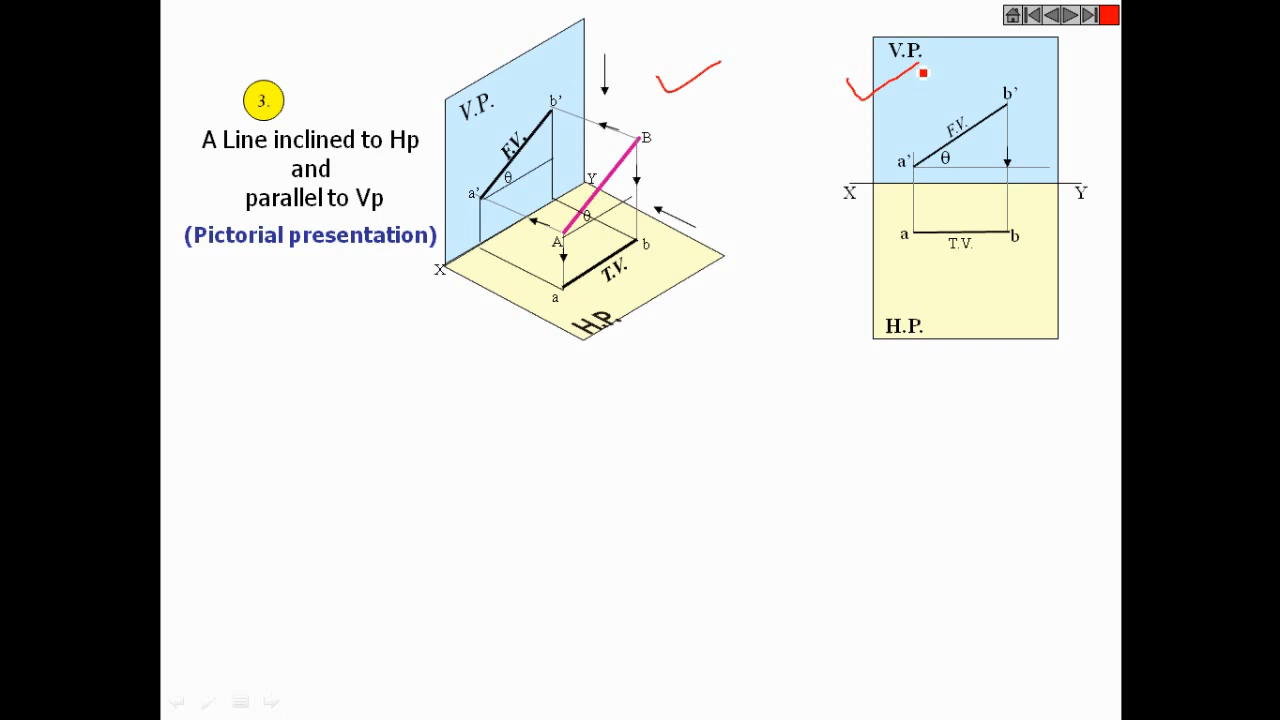 3.
A Line inclined to Hp
and
parallel to Vp
(Pictorial presentation)
V.P.
b'
F.V.
θ
a'
B
Y
θ
A
b
T.V.
a
X
H.P.
V.P.
b'
F.V.
a'
θ
X
Y
a
b
T.V.
H.P.